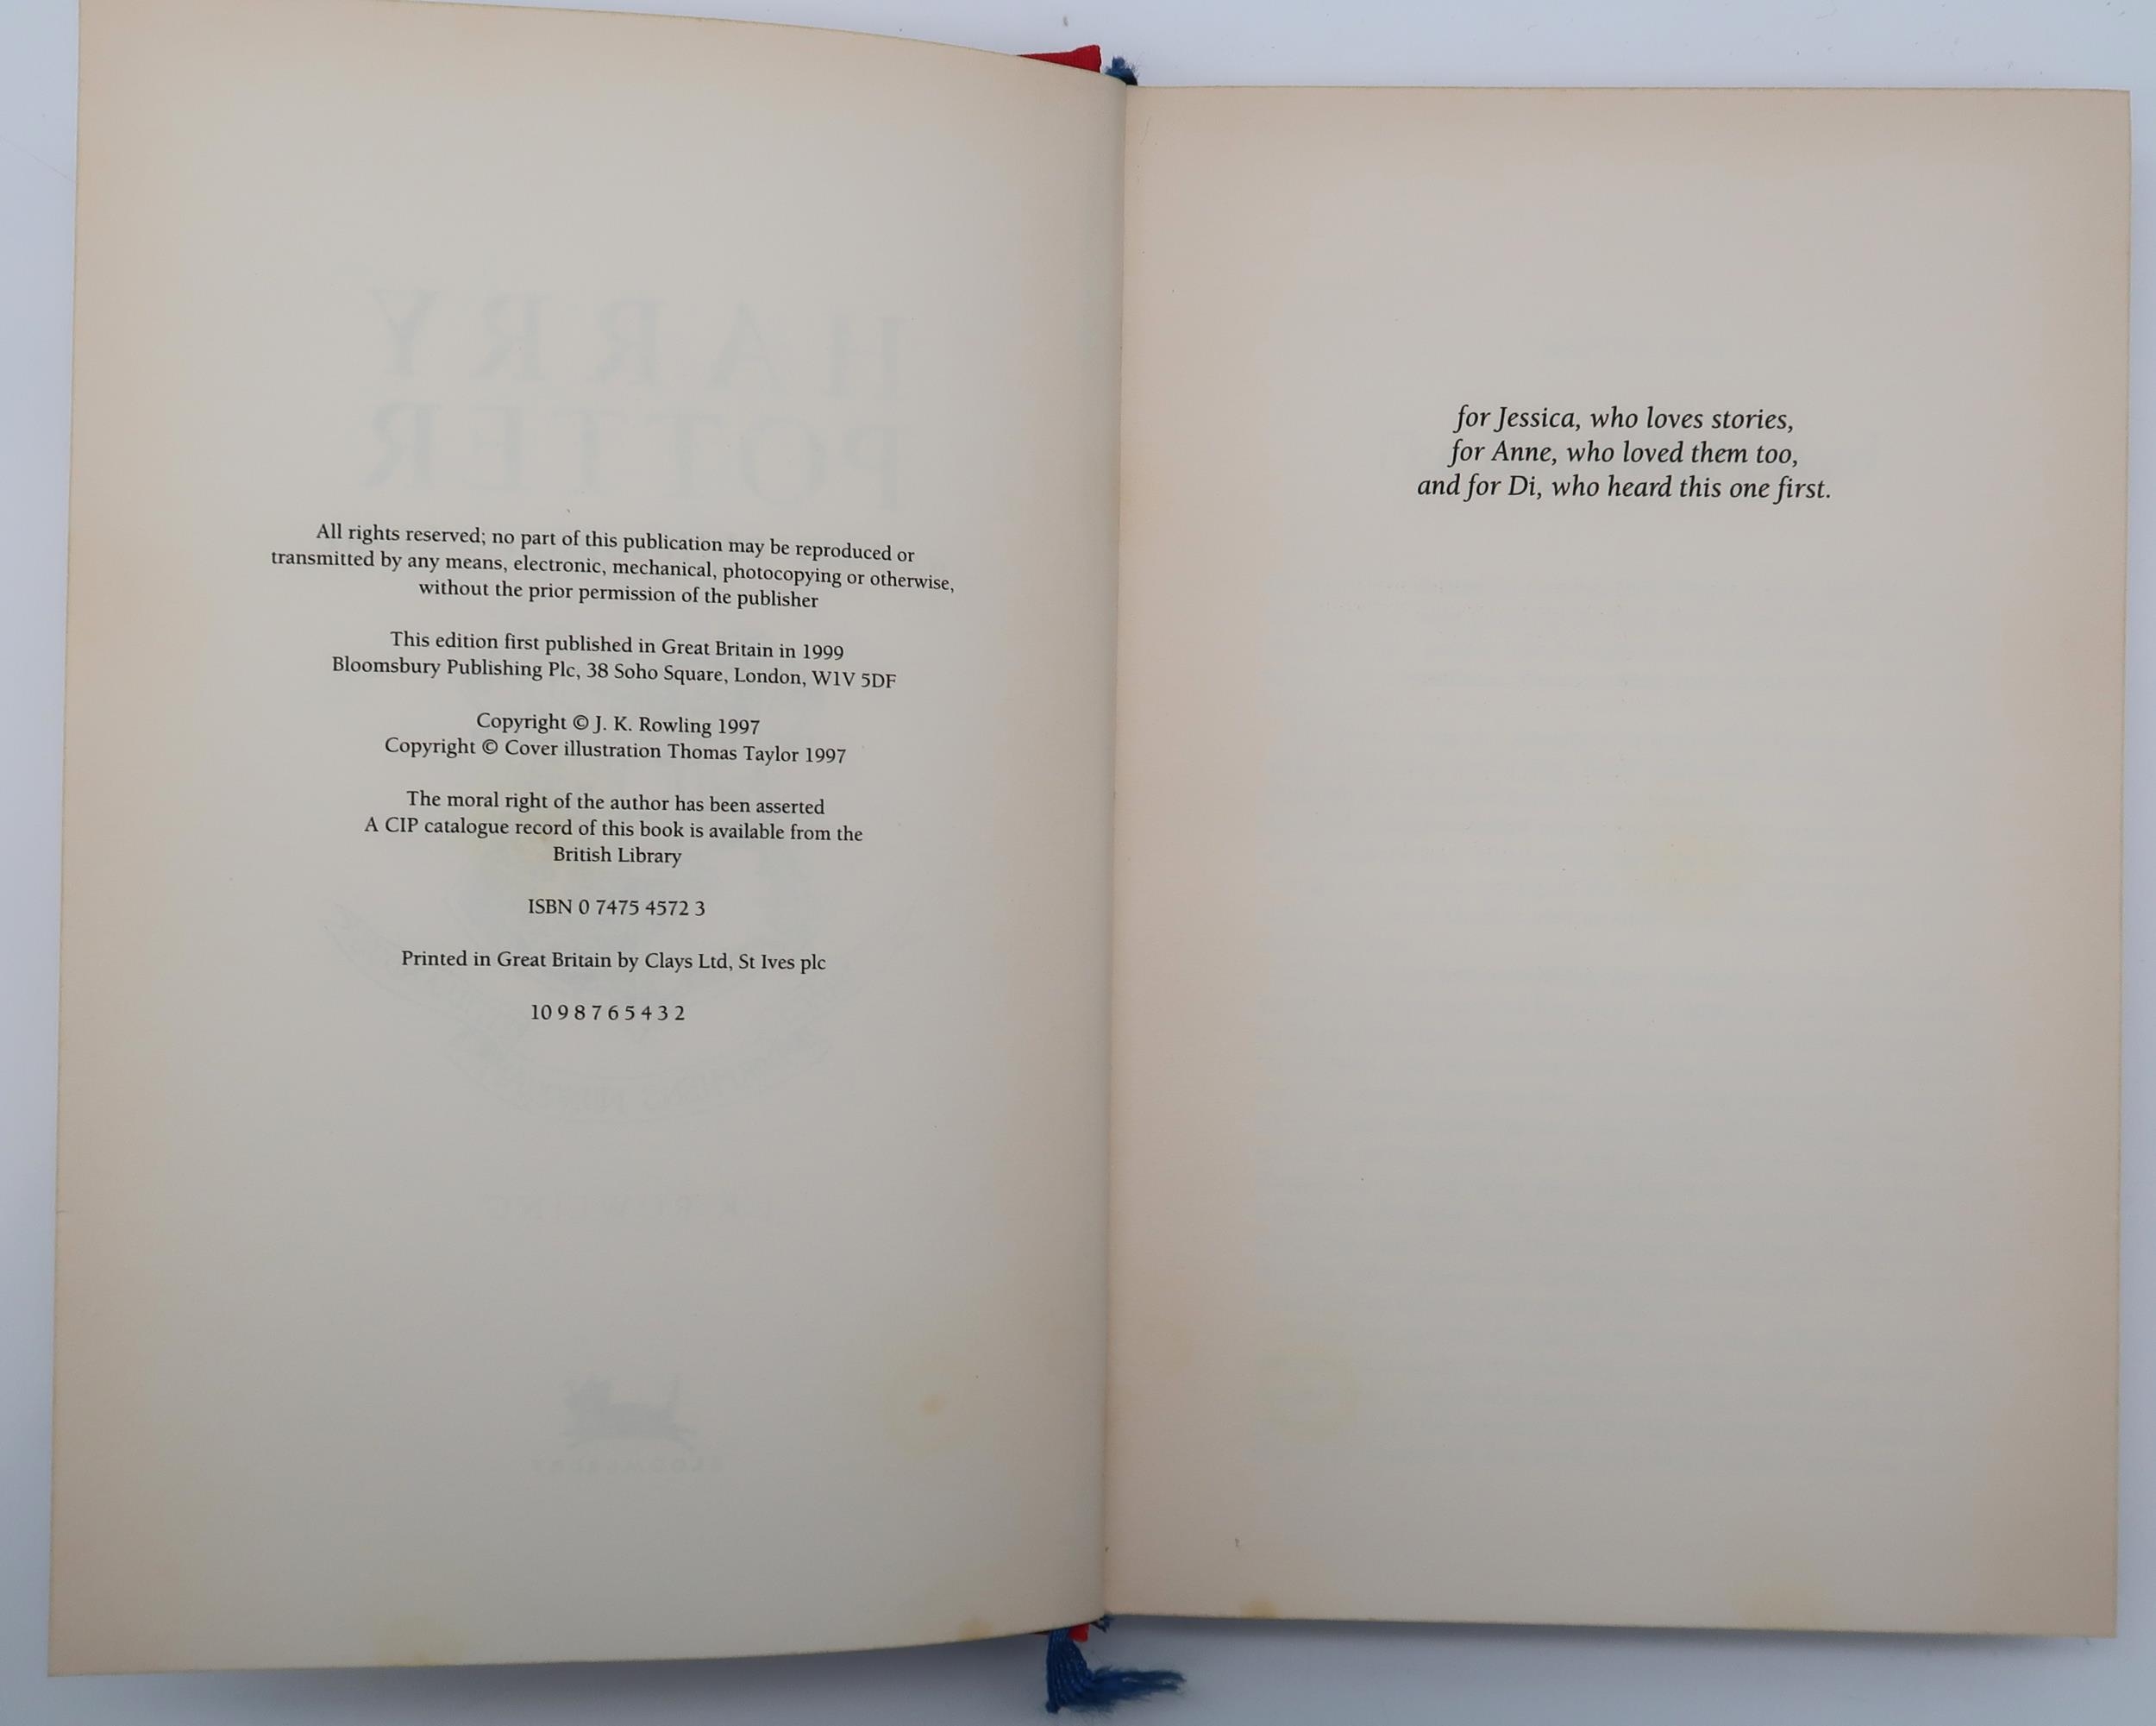 All rights reserved; no part of this publication may be reproduced or
transmitted by any means, electronic, mechanical, photocopying or otherwise,
without the prior permission of the publisher
This edition first published in Great Britain in 1999
Bloomsbury Publishing Plc, 38 Soho Square, London, W1V 5DF
Copyright © J. K. Rowling 1997
Copyright © Cover illustration Thomas Taylor 1997
The moral right of the author has been asserted
A CIP catalogue record of this book is available from the
British Library
ISBN 0 7475 4572 3
Printed in Great Britain by Clays Ltd, St Ives plc
10 9 8 7 6 5 4 3 2
for Jessica, who loves stories,
for Anne, who loved them too,
and for Di, who heard this one first.
HARRY
POTTER